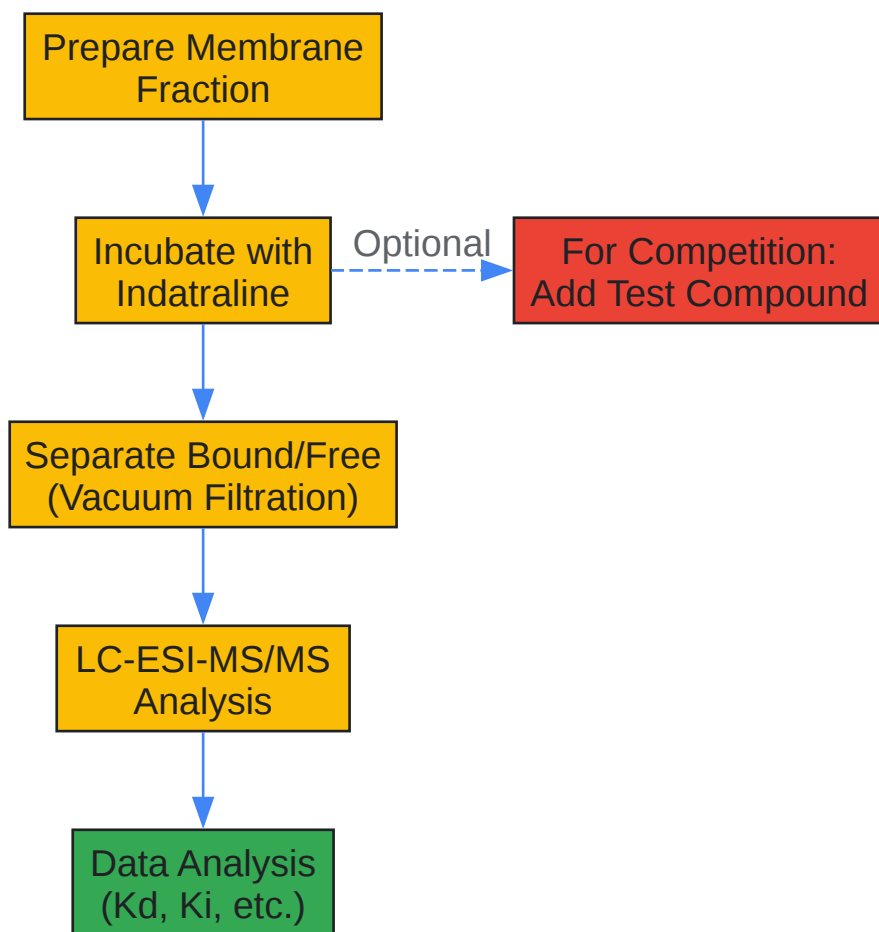 Prepare Membrane
Fraction
Incubate with
Indatraline
Optional
For Competition:
Add Test Compound
Separate Bound/Free
(Vacuum Filtration)
LC-ESI-MS/MS
Analysis
Data Analysis
(Kd, Ki, etc.)